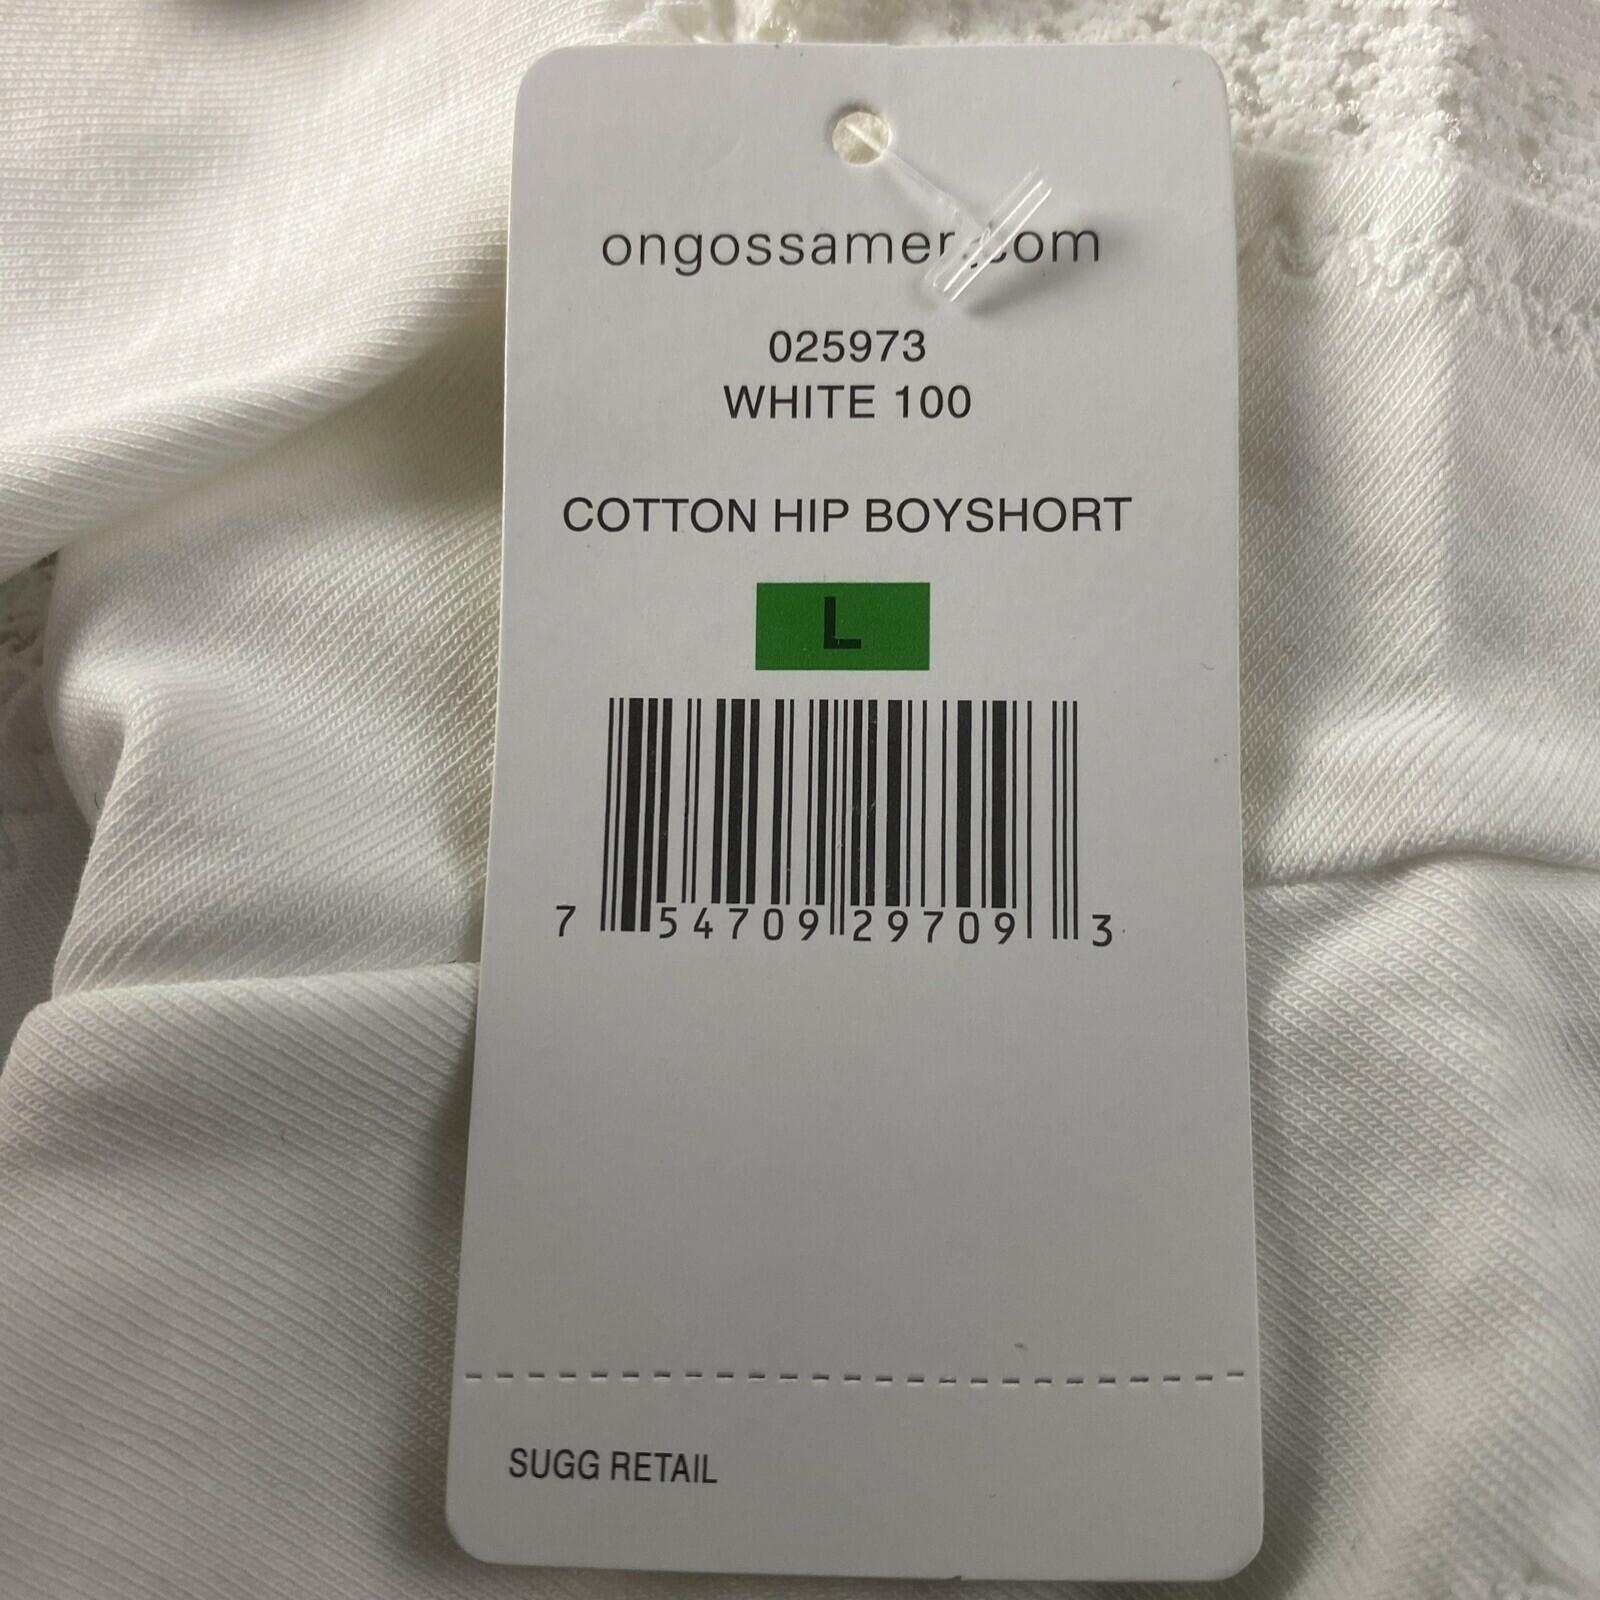 ongossamer.com
025973
WHITE 100
COTTON HIP BOYSHORT
L
7 54709 29709 3
SUGG RETAIL